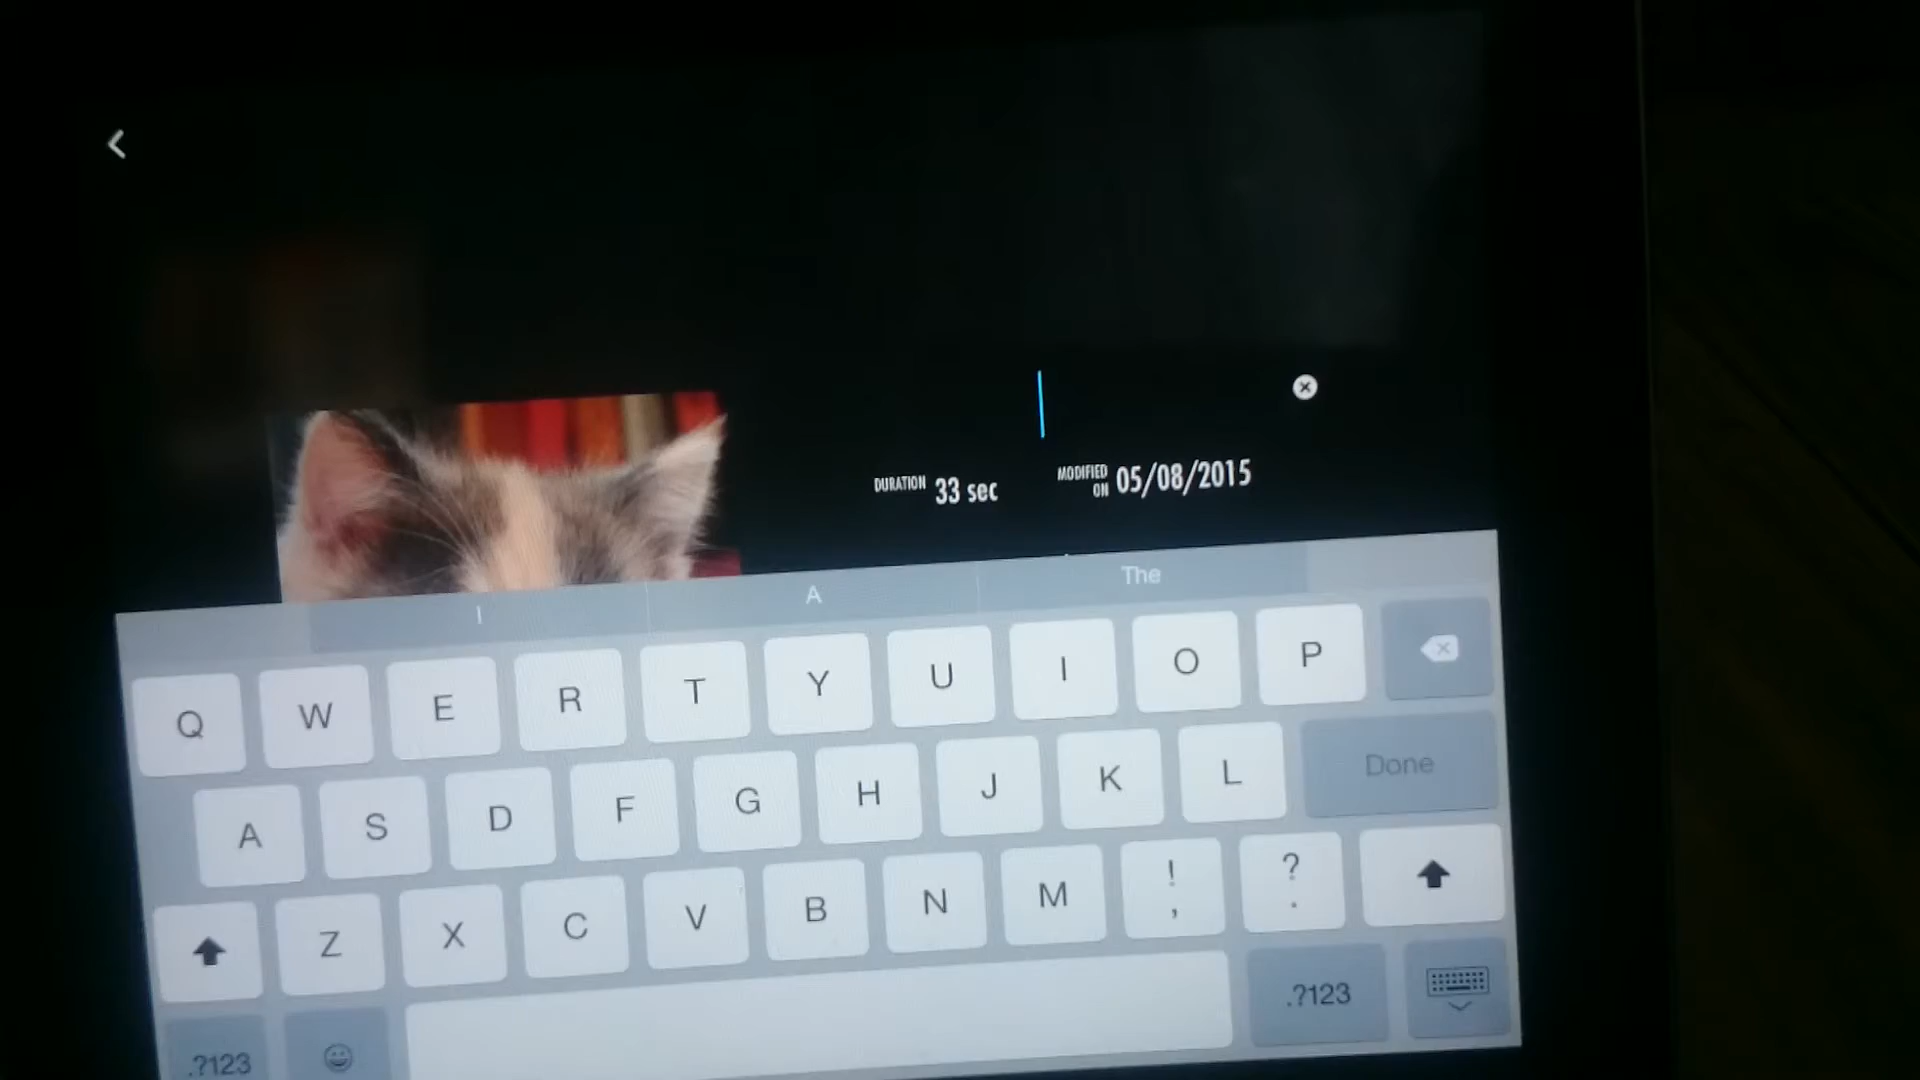 DURATION 33 sec
MODIFIED ON 05/08/2015
I A The
Q W E R T Y U I O P
A S D F G H J K L Done
Z X C V B N M ! , ? .
.?123 .?123